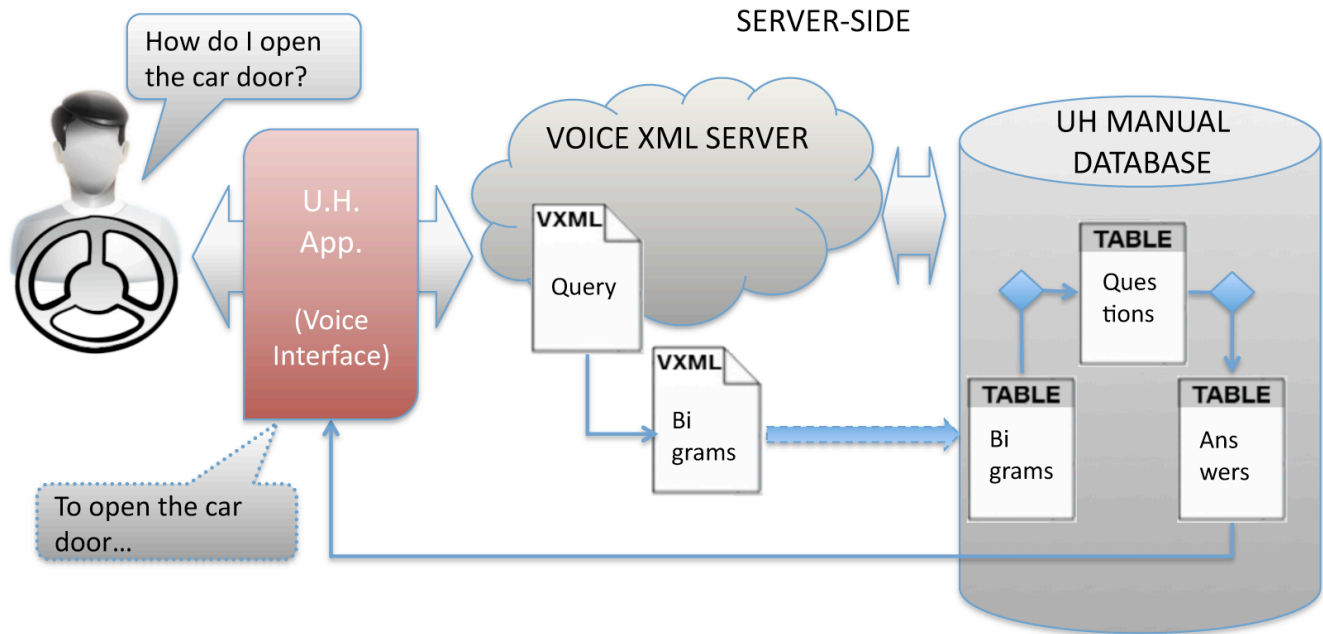 SERVER-SIDE
How do I open
the car door?
U.H.
App.
(Voice
Interface)
To open the car
door...
VOICE XML SERVER
VXML
Query
VXML
Bi
grams
UH MANUAL
DATABASE
TABLE
Ques
tions
TABLE
Bi
grams
TABLE
Ans
wers